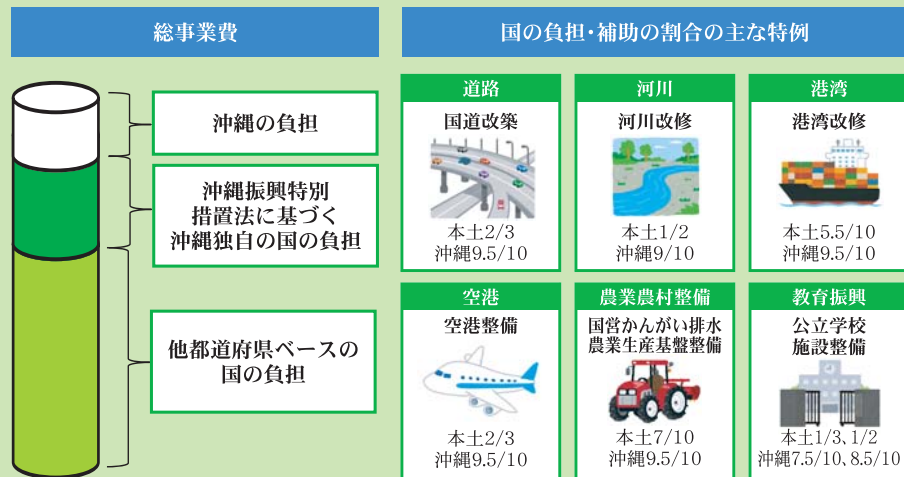 総事業費
国の負担・補助の割合の主な特例
沖縄の負担
沖縄振興特別
措置法に基づく
沖縄独自の国の負担
他都道府県ベースの
国の負担
道路
国道改築
本土2/3
沖縄9.5/10
河川
河川改修
本土1/2
沖縄9/10
港湾
港湾改修
本土5.5/10
沖縄9.5/10
空港
空港整備
本土2/3
沖縄9.5/10
農業農村整備
国営かんがい排水
農業生産基盤整備
本土7/10
沖縄9.5/10
教育振興
公立学校
施設整備
本土1/3、1/2
沖縄7.5/10、8.5/10